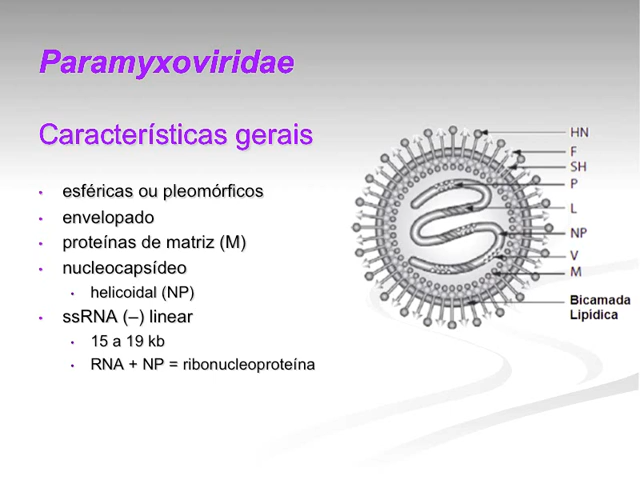 Paramyxoviridae
Características gerais
• esféricas ou pleomórficos
• envelopado
• proteínas de matriz (M)
• nucleocapsídeo
• helicoidal (NP)
• ssRNA (–) linear
• 15 a 19 kb
• RNA + NP = ribonucleoproteína
HN
F
SH
P
L
NP
V
M
Bicamada
Lipídica